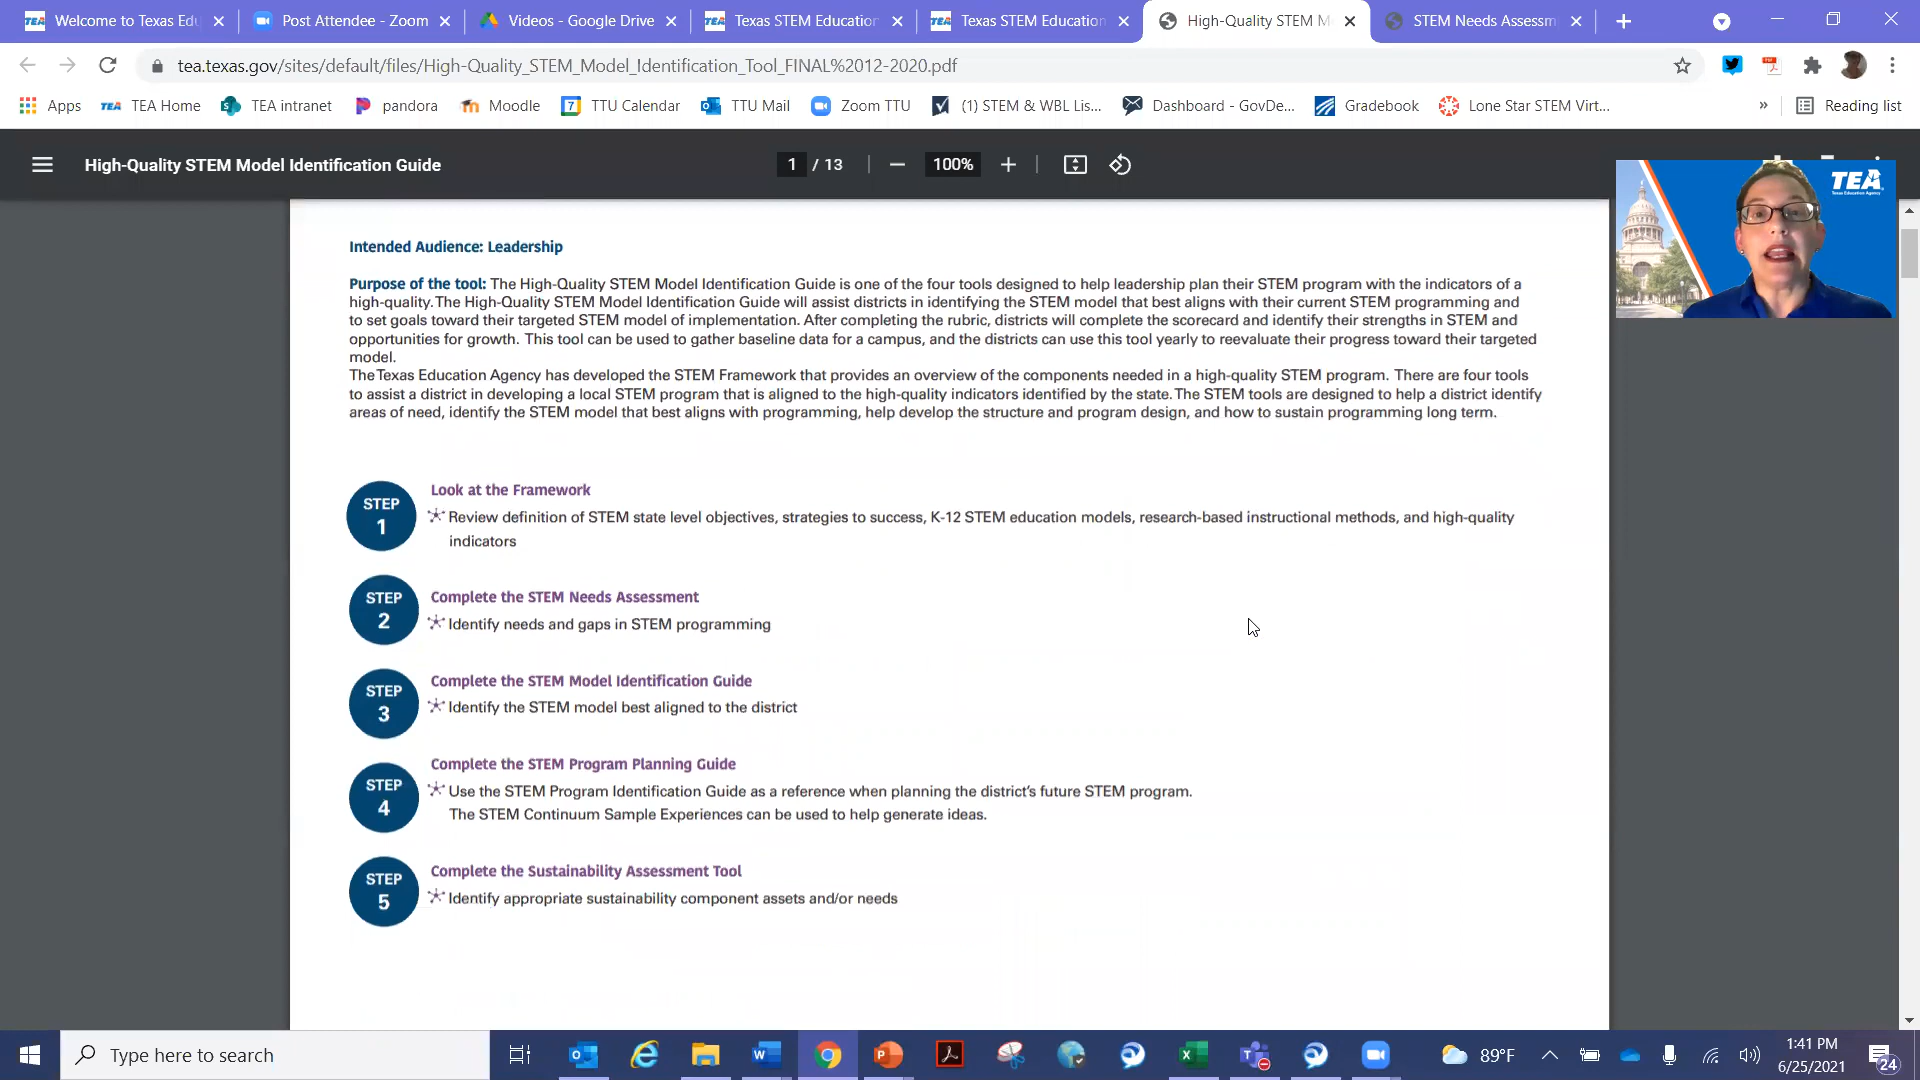 Welcome to Texas Edu
Post Attendee - Zoom
Videos - Google Drive
Texas STEM Education
Texas STEM Education
High-Quality STEM M
STEM Needs Assessm
tea.texas.gov/sites/default/files/High-Quality_STEM_Model_Identification_Tool_FINAL%2012-2020.pdf
Apps
TEA Home
TEA intranet
pandora
Moodle
TTU Calendar
TTU Mail
Zoom TTU
(1) STEM & WBL Lis...
Dashboard - GovDe...
Gradebook
Lone Star STEM Virt...
»
Reading list
High-Quality STEM Model Identification Guide
1 / 13
100%
TEA
Texas Education Agency
Intended Audience: Leadership
Purpose of the tool: The High-Quality STEM Model Identification Guide is one of the four tools designed to help leadership plan their STEM program with the indicators of a
high-quality. The High-Quality STEM Model Identification Guide will assist districts in identifying the STEM model that best aligns with their current STEM programming and
to set goals toward their targeted STEM model of implementation. After completing the rubric, districts will complete the scorecard and identify their strengths in STEM and
opportunities for growth. This tool can be used to gather baseline data for a campus, and the districts can use this tool yearly to reevaluate their progress toward their targeted
model.
The Texas Education Agency has developed the STEM Framework that provides an overview of the components needed in a high-quality STEM program. There are four tools
to assist a district in developing a local STEM program that is aligned to the high-quality indicators identified by the state. The STEM tools are designed to help a district identify
areas of need, identify the STEM model that best aligns with programming, help develop the structure and program design, and how to sustain programming long term.
STEP
1
Look at the Framework
Review definition of STEM state level objectives, strategies to success, K-12 STEM education models, research-based instructional methods, and high-quality
indicators
STEP
2
Complete the STEM Needs Assessment
Identify needs and gaps in STEM programming
STEP
3
Complete the STEM Model Identification Guide
Identify the STEM model best aligned to the district
STEP
4
Complete the STEM Program Planning Guide
Use the STEM Program Identification Guide as a reference when planning the district's future STEM program.
The STEM Continuum Sample Experiences can be used to help generate ideas.
STEP
5
Complete the Sustainability Assessment Tool
Identify appropriate sustainability component assets and/or needs
Type here to search
89°F
1:41 PM
6/25/2021
24